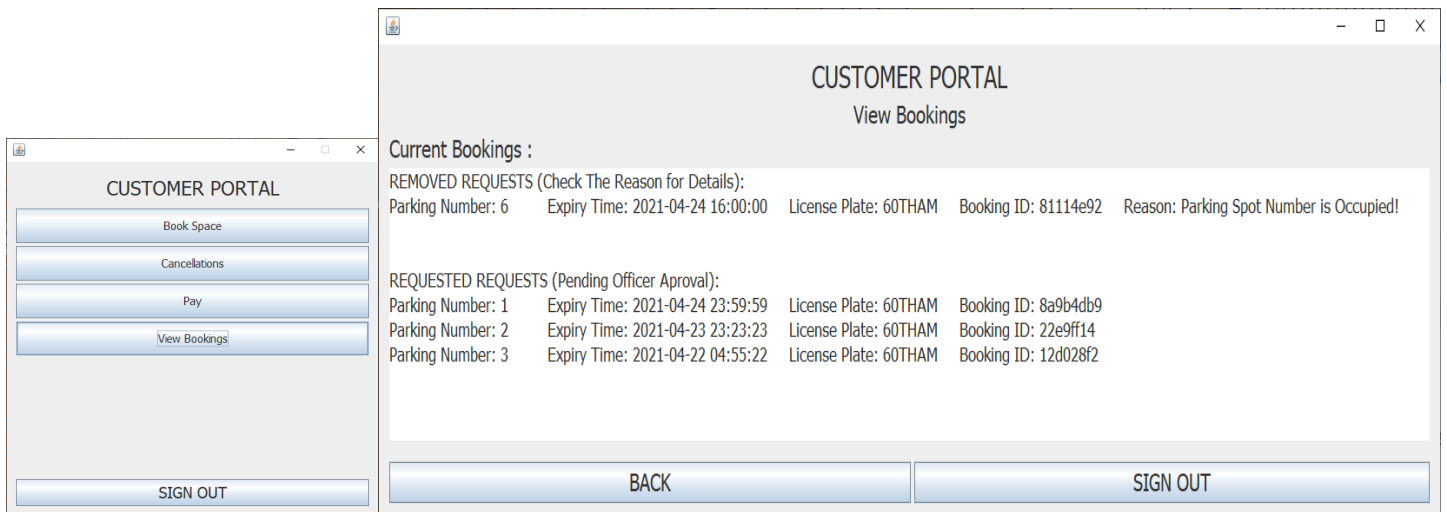 CUSTOMER PORTAL
Book Space
Cancellations
Pay
View Bookings
SIGN OUT
CUSTOMER PORTAL
View Bookings
Current Bookings :
REMOVED REQUESTS (Check The Reason for Details):
Parking Number: 6 Expiry Time: 2021-04-24 16:00:00 License Plate: 60THAM Booking ID: 81114e92 Reason: Parking Spot Number is Occupied!
REQUESTED REQUESTS (Pending Officer Aproval):
Parking Number: 1 Expiry Time: 2021-04-24 23:59:59 License Plate: 60THAM Booking ID: 8a9b4db9
Parking Number: 2 Expiry Time: 2021-04-23 23:23:23 License Plate: 60THAM Booking ID: 22e9ff14
Parking Number: 3 Expiry Time: 2021-04-22 04:55:22 License Plate: 60THAM Booking ID: 12d028f2
BACK SIGN OUT